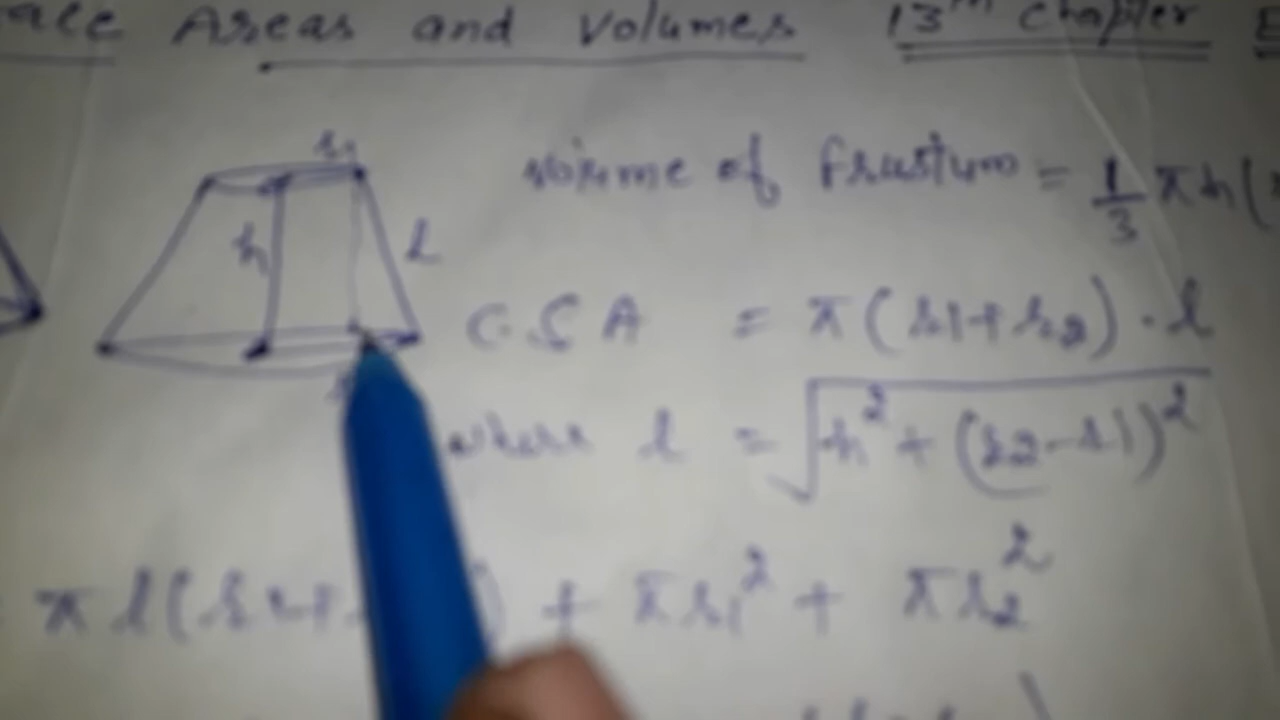 Areas and Volumes 13th Chapter
r1
Volume of frustum = 1/3 πh(
h
l
C.S.A = π(r1+r2).l
where l = √h²+(r2-r1)²
πl(r1+ ) + πr1² + πr2²